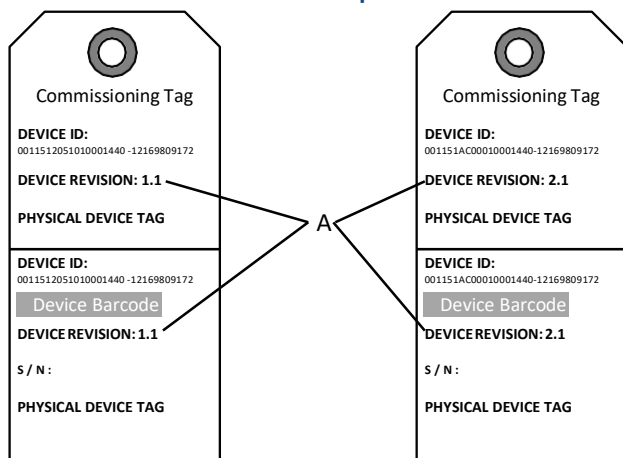 Commissioning Tag
DEVICE ID:
0011512051010001440 -12169809172
DEVICE REVISION: 1.1
PHYSICAL DEVICE TAG
DEVICE ID:
0011512051010001440 -12169809172
Device Barcode
DEVICE REVISION: 1.1
S / N :
PHYSICAL DEVICE TAG
A
Commissioning Tag
DEVICE ID:
001151AC00010001440-12169809172
DEVICE REVISION: 2.1
PHYSICAL DEVICE TAG
DEVICE ID:
001151AC00010001440-12169809172
Device Barcode
DEVICE REVISION: 2.1
S / N :
PHYSICAL DEVICE TAG